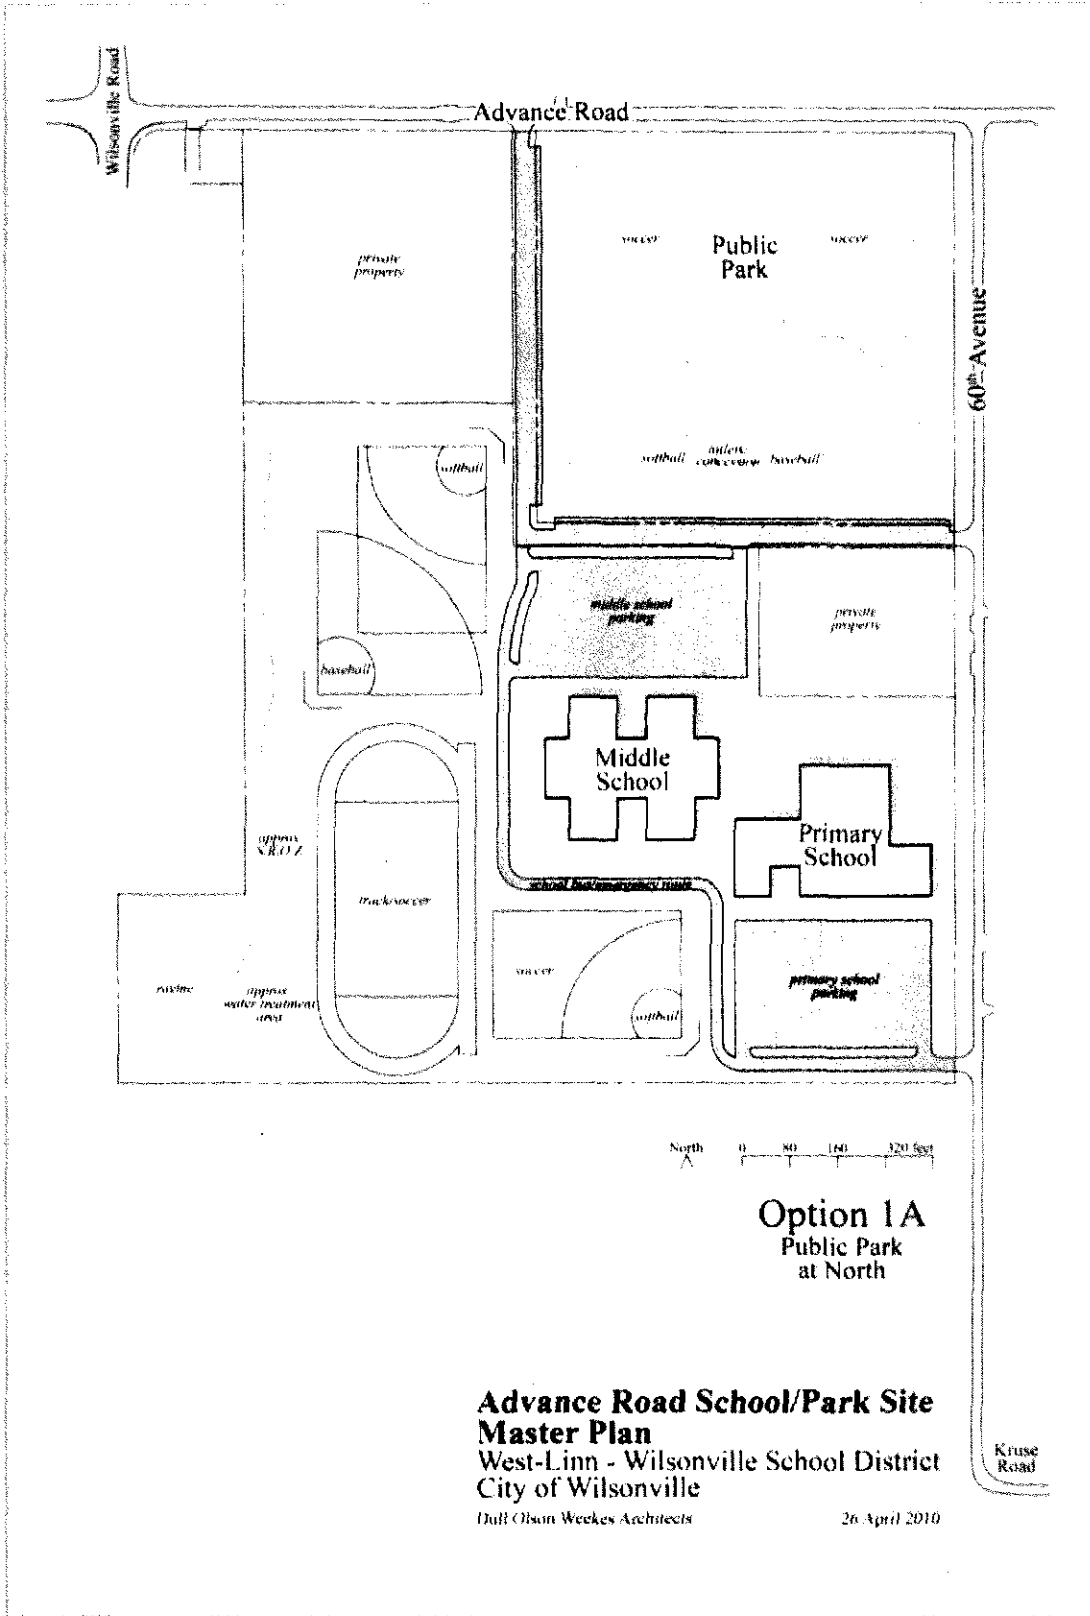 Wilsonville Road
Advance Road
private
property
soccer
Public
Park
soccer
60th Avenue
softball
toilets/
concession
baseball
softball
baseball
middle school
parking
private
property
Middle
School
Primary
School
approx
S.R.O.Z.
track/soccer
school bus/emergency route
ravine
approx
water treatment
area
soccer
softball
primary school
parking
North
0 80 160 320 feet
Option 1A
Public Park
at North
Advance Road School/Park Site
Master Plan
West-Linn - Wilsonville School District
City of Wilsonville
Dull Olson Weekes Architects
26 April 2010
Kruse
Road